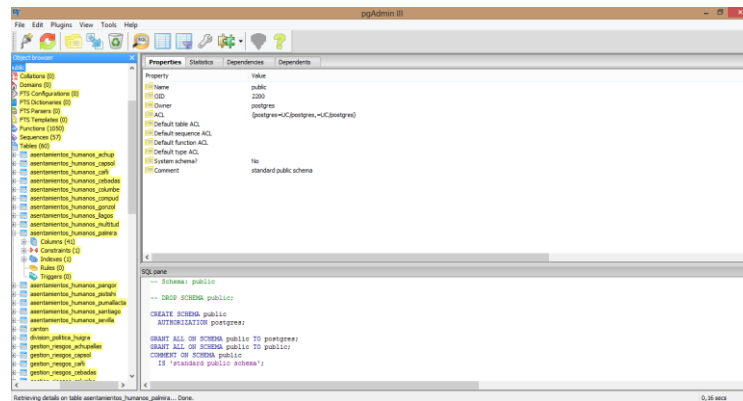 pgAdmin III
File Edit Plugins View Tools Help
Object browser
Properties Statistics Dependencies Dependents
Property Value
Name public
OID 2200
Owner postgres
ACL {postgres=UC/postgres,=UC/postgres}
Default table ACL
Default sequence ACL
Default function ACL
Default type ACL
System schema? No
Comment standard public schema
Collations (0)
Domains (0)
FTS Configurations (0)
FTS Dictionaries (0)
FTS Parsers (0)
FTS Templates (0)
Functions (1050)
Sequences (57)
Tables (60)
asentamientos_humanos_achup
asentamientos_humanos_capsol
asentamientos_humanos_cañi
asentamientos_humanos_cebadas
asentamientos_humanos_columbe
asentamientos_humanos_compud
asentamientos_humanos_gonzol
asentamientos_humanos_llagos
asentamientos_humanos_multitud
asentamientos_humanos_palmira
Columns (41)
Constraints (1)
Indexes (1)
Rules (0)
Triggers (0)
asentamientos_humanos_pangor
asentamientos_humanos_pistishi
asentamientos_humanos_pumallacta
asentamientos_humanos_santiago
asentamientos_humanos_sevilla
canton
division_politica_huigra
gestion_riesgos_achupallas
gestion_riesgos_capsol
gestion_riesgos_cañi
gestion_riesgos_cebadas
SQL pane
-- Schema: public
-- DROP SCHEMA public;
CREATE SCHEMA public
AUTHORIZATION postgres;
GRANT ALL ON SCHEMA public TO postgres;
GRANT ALL ON SCHEMA public TO public;
COMMENT ON SCHEMA public
IS 'standard public schema';
Retrieving details on table asentamientos_humanos_palmira... Done.
0,16 secs